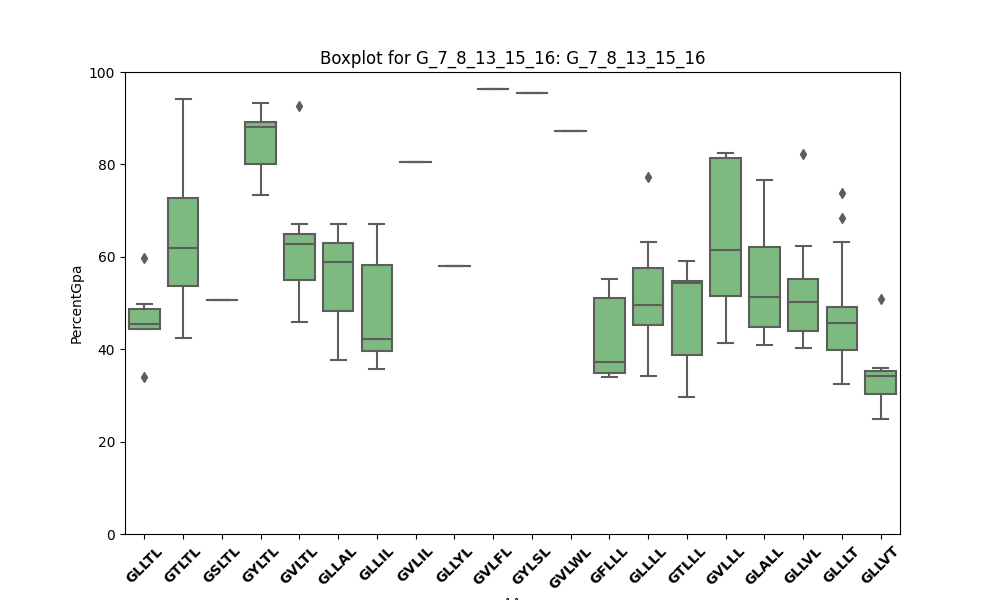 Boxplot for G_7_8_13_15_16: G_7_8_13_15_16
PercentGpa
100
80
60
40
20
0
GLLTL GTLTL GSLTL GYLTL GVLTL GLLAL GLLIL GVLIL GLLYL GVLFL GYLSL GVLWL GFLLL GLLLL GTLLL GVLLL GLALL GLLVL GLLLT GLLVT